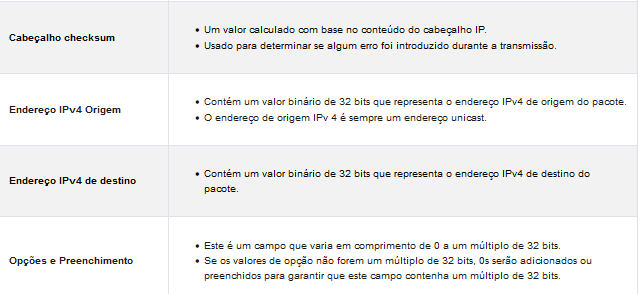 Cabeçalho checksum
• Um valor calculado com base no conteúdo do cabeçalho IP.
• Usado para determinar se algum erro foi introduzido durante a transmissão.
Endereço IPv4 Origem
• Contém um valor binário de 32 bits que representa o endereço IPv4 de origem do pacote.
• O endereço de origem IPv 4 é sempre um endereço unicast.
Endereço IPv4 de destino
• Contém um valor binário de 32 bits que representa o endereço IPv4 de destino do
pacote.
Opções e Preenchimento
• Este é um campo que varia em comprimento de 0 a um múltiplo de 32 bits.
• Se os valores de opção não forem um múltiplo de 32 bits, 0s serão adicionados ou
preenchidos para garantir que este campo contenha um múltiplo de 32 bits.